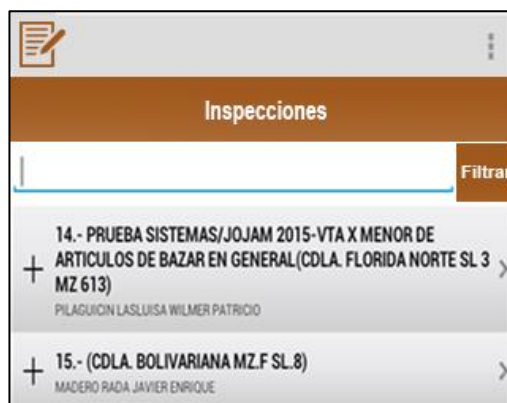 Inspecciones
Filtrar
14.- PRUEBA SISTEMAS/JOJAM 2015-VTA X MENOR DE
ARTICULOS DE BAZAR EN GENERAL(CDLA. FLORIDA NORTE SL 3
MZ 613)
PILAGUICIN LASLUISA WILMER PATRICIO
15.- (CDLA. BOLIVARIANA MZ.F SL.8)
MADERO RADA JAVIER ENRIQUE